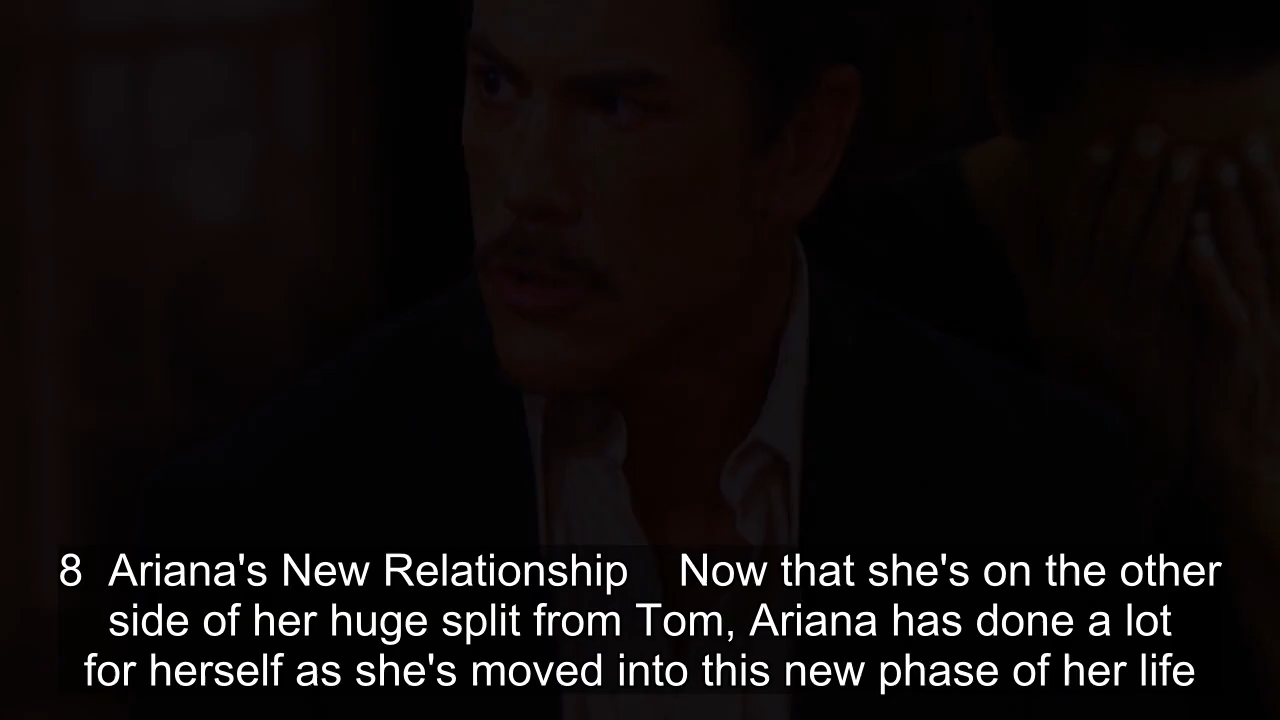 8  Ariana's New Relationship    Now that she's on the other
side of her huge split from Tom, Ariana has done a lot
for herself as she's moved into this new phase of her life